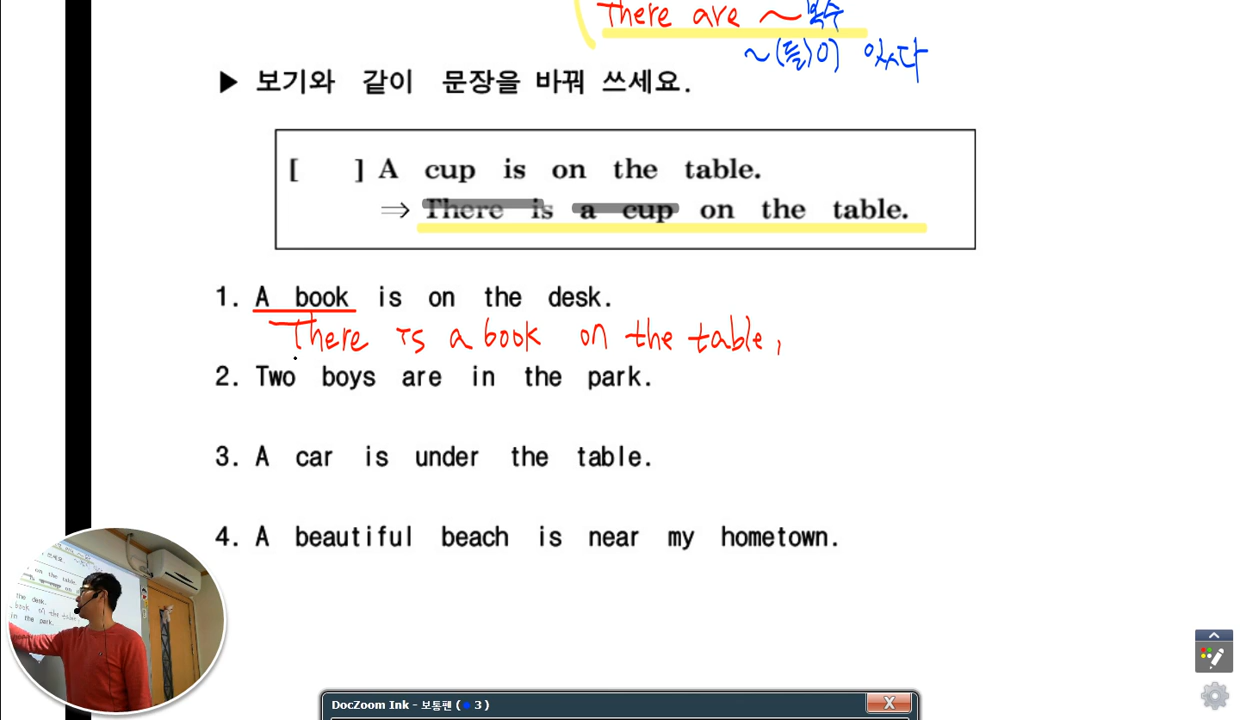 There are ~ 복수
~(들)이 있다
▶ 보기와 같이 문장을 바꿔 쓰세요.
[ ] A cup is on the table.
⇒ There is a cup on the table.
1. A book is on the desk.
There is a book on the table,
2. Two boys are in the park.
3. A car is under the table.
4. A beautiful beach is near my hometown.
DocZoom Ink - 보통펜 ( 3 )